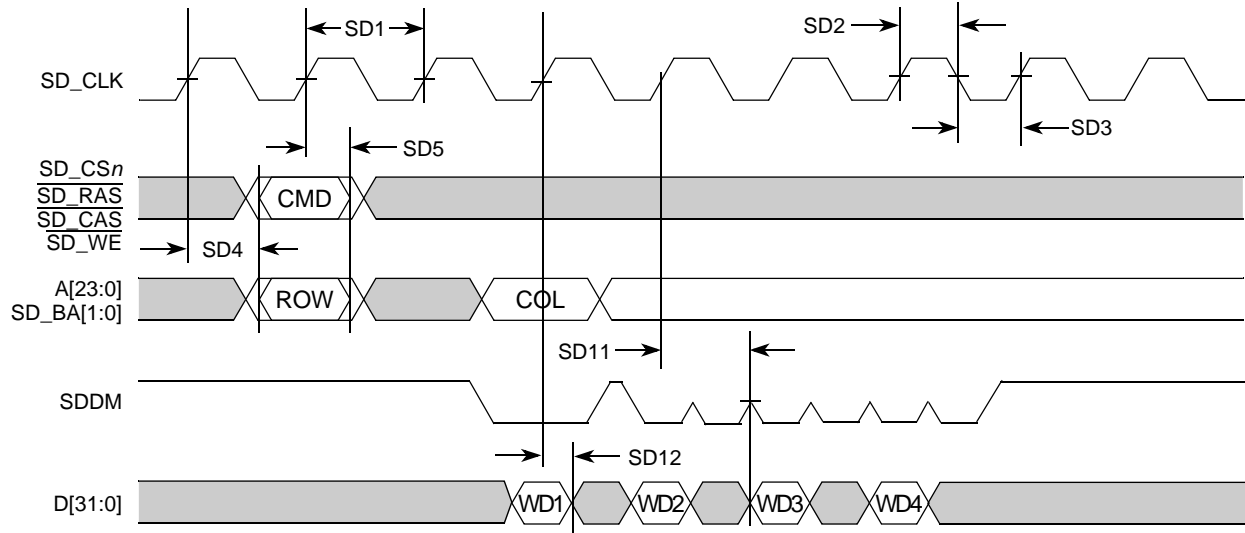 SD1
SD2
SD_CLK
SD3
SD5
SD_CSn
SD_RAS
SD_CAS
SD_WE
CMD
SD4
A[23:0]
SD_BA[1:0]
ROW
COL
SD11
SDDM
SD12
D[31:0]
WD1
WD2
WD3
WD4